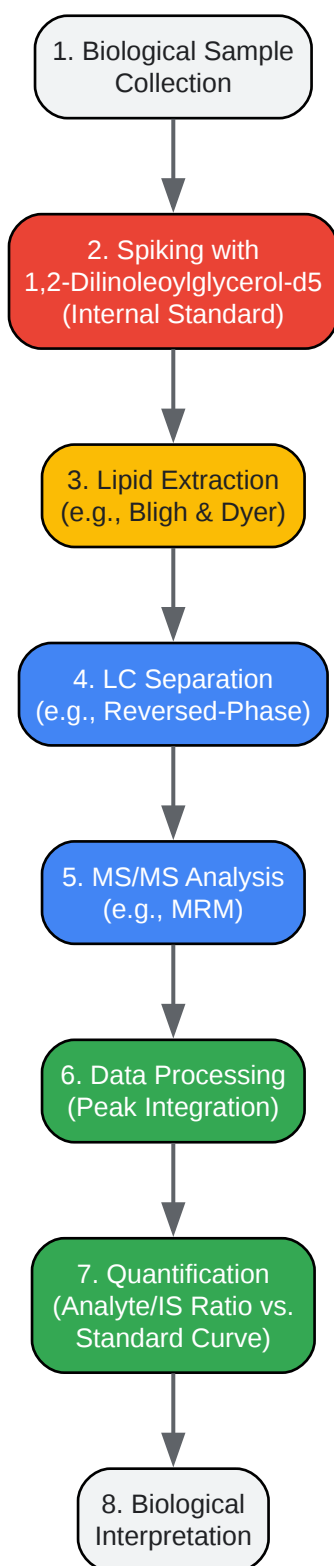 1. Biological Sample
Collection
2. Spiking with
1,2-Dilinoleoylglycerol-d5
(Internal Standard)
3. Lipid Extraction
(e.g., Bligh & Dyer)
4. LC Separation
(e.g., Reversed-Phase)
5. MS/MS Analysis
(e.g., MRM)
6. Data Processing
(Peak Integration)
7. Quantification
(Analyte/IS Ratio vs.
Standard Curve)
8. Biological
Interpretation